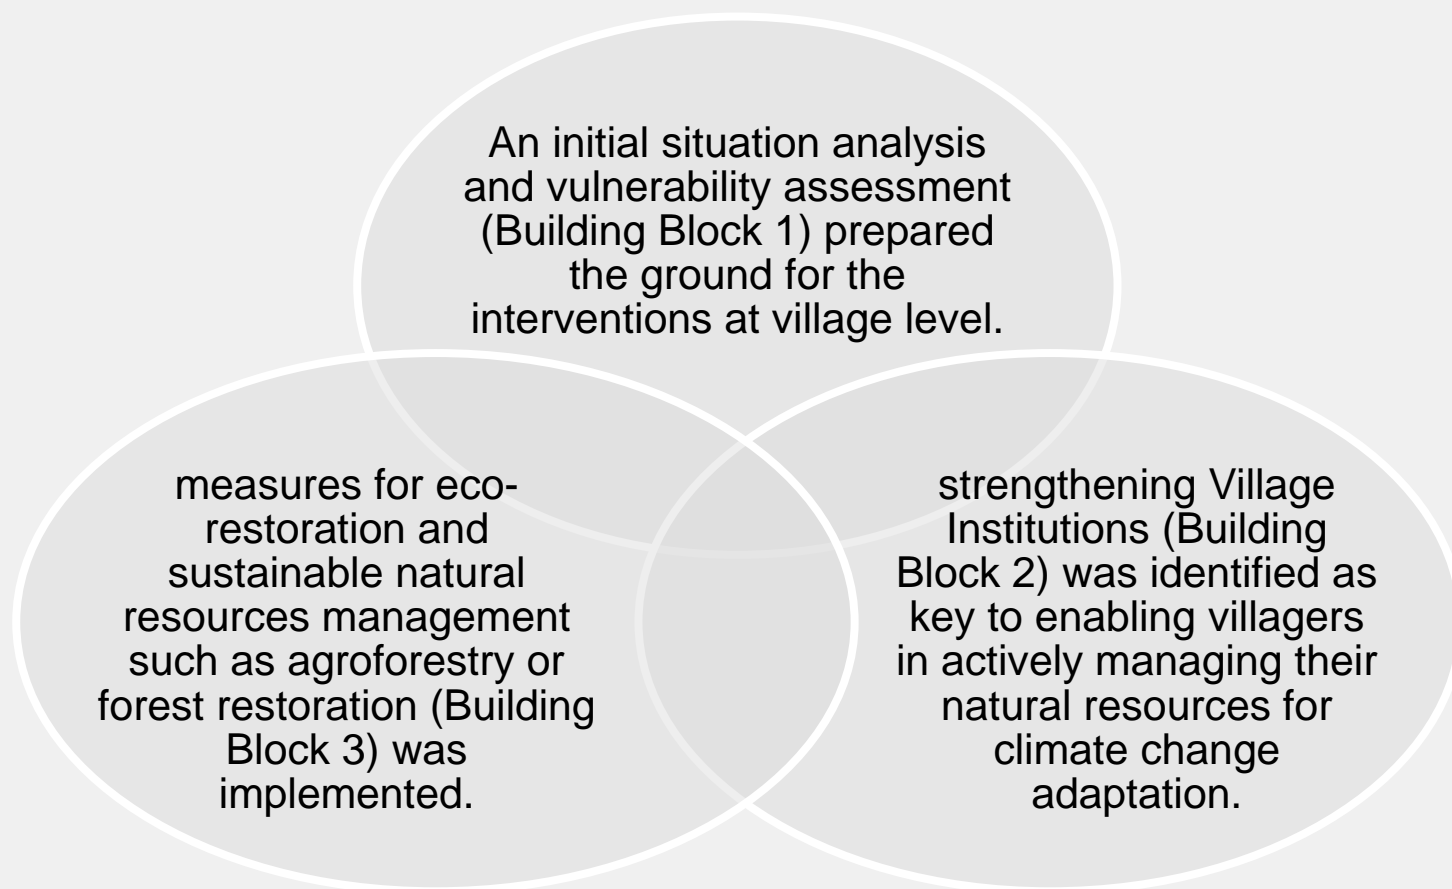 An initial situation analysis
and vulnerability assessment
(Building Block 1) prepared
the ground for the
interventions at village level.
measures for eco-
restoration and
sustainable natural
resources management
such as agroforestry or
forest restoration (Building
Block 3) was
implemented.
strengthening Village
Institutions (Building
Block 2) was identified as
key to enabling villagers
in actively managing their
natural resources for
climate change
adaptation.